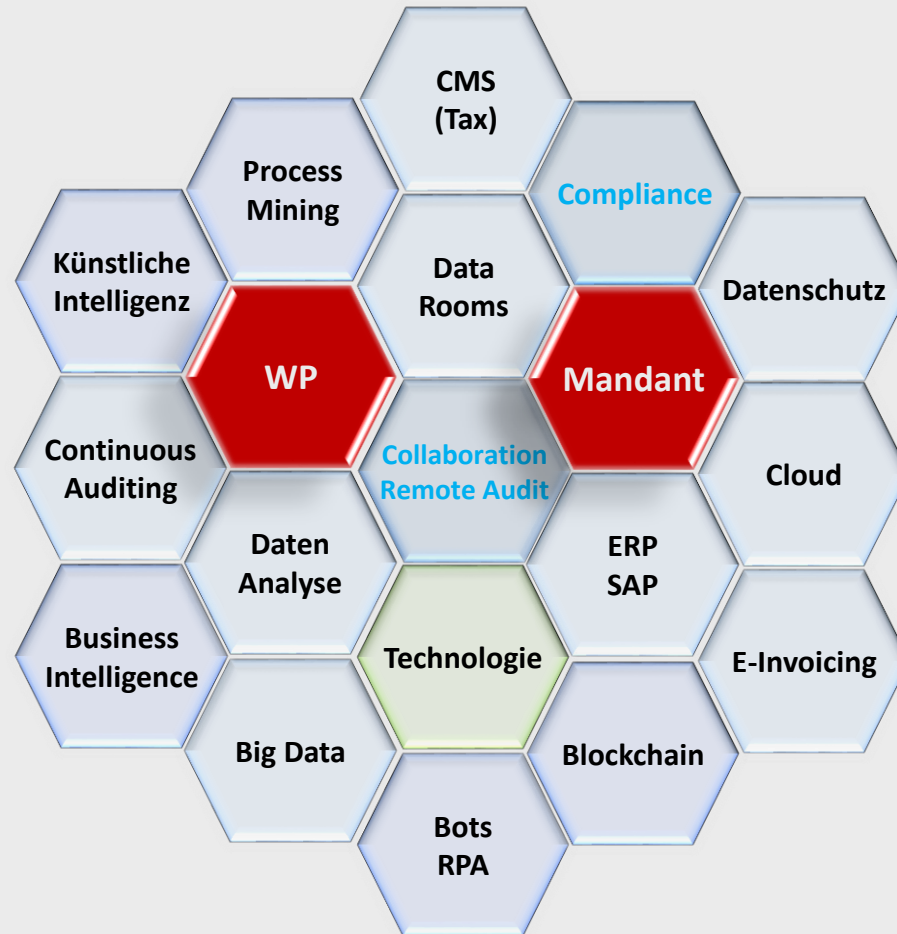 CMS
(Tax)
Process
Mining
Compliance
Künstliche
Intelligenz
Data
Rooms
Datenschutz
WP
Mandant
Continuous
Auditing
Collaboration
Remote Audit
Cloud
Daten
Analyse
ERP
SAP
Business
Intelligence
Technologie
E-Invoicing
Big Data
Blockchain
Bots
RPA